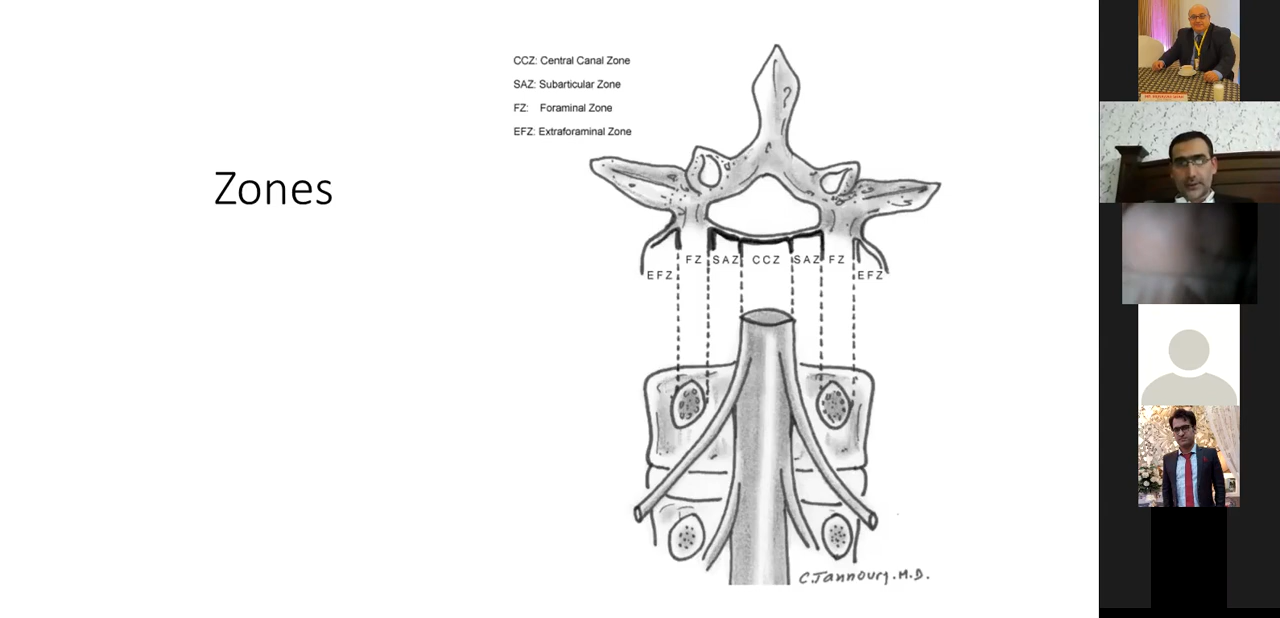 CCZ: Central Canal Zone
SAZ: Subarticular Zone
FZ: Foraminal Zone
EFZ: Extraforaminal Zone
Zones
EFZ FZ SAZ CCZ SAZ FZ EFZ
C.Tannoury.M.D.